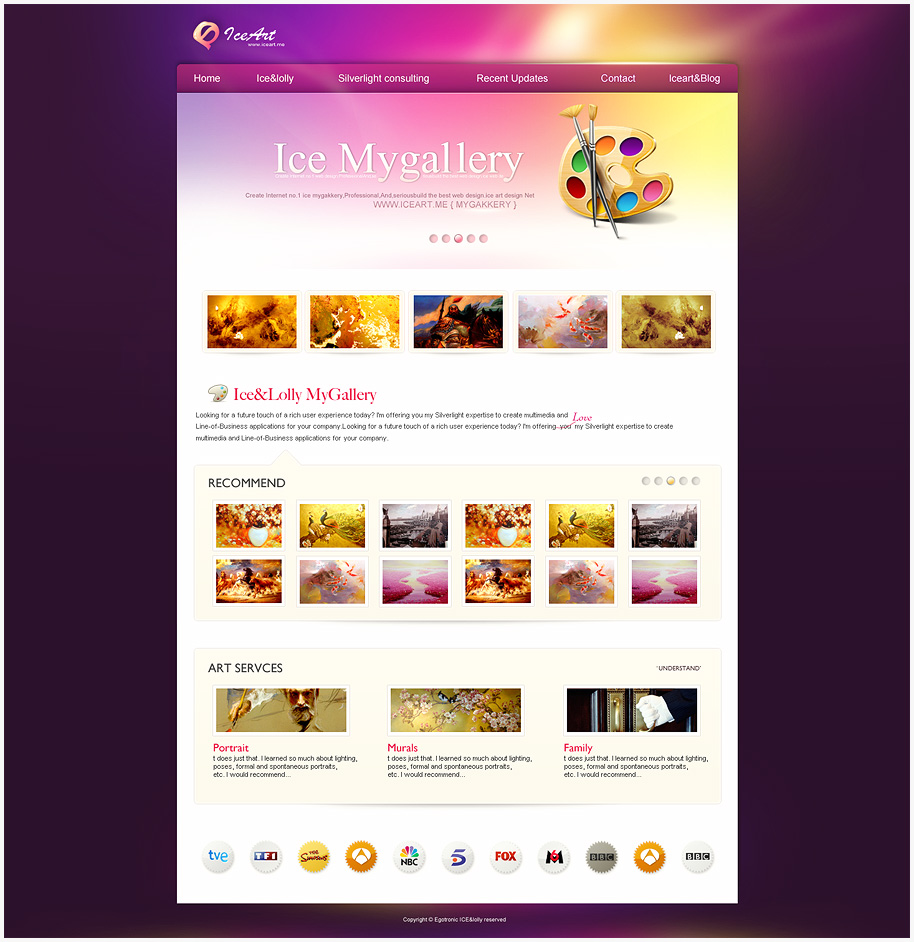 IceArt
www.iceart.me
Home Ice&lolly Silverlight consulting Recent Updates Contact Iceart&Blog
Ice Mygallery
Create Internet no.1 ice mygakkery,Professional,And,seriousbuild the best web design.ice art design Net
WWW.ICEART.ME { MYGAKKERY }
Ice&Lolly MyGallery
Looking for a future touch of a rich user experience today? I'm offering you my Silverlight expertise to create multimedia and Love
Line-of-Business applications for your company.Looking for a future touch of a rich user experience today? I'm offering you my Silverlight expertise to create
multimedia and Line-of-Business applications for your company.
RECOMMEND
ART SERVCES
'UNDERSTAND'
Portrait
t does just that. I learned so much about lighting,
poses, formal and spontaneous portraits,
etc. I would recommend...
Murals
t does just that. I learned so much about lighting,
poses, formal and spontaneous portraits,
etc. I would recommend...
Family
t does just that. I learned so much about lighting,
poses, formal and spontaneous portraits,
etc. I would recommend...
tve TF1 THE SIMPSONS NBC 5 FOX M6 BBC BBC
Copyright © Egotronic ICE&lolly reserved